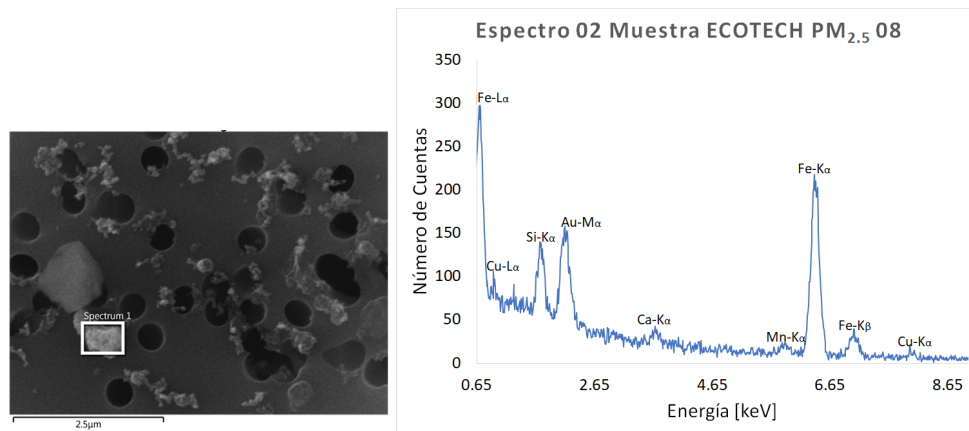 Espectro 02 Muestra ECOTECH PM2.5 08
350
300
250
200
150
100
50
0
Número de Cuentas
Fe-Lα
Cu-Lα
Si-Kα
Au-Mα
Ca-Kα
Mn-Kα
Fe-Kα
Fe-Kβ
Cu-Kα
0.65
2.65
4.65
6.65
8.65
Energía [keV]
Spectrum 1
2.5μm